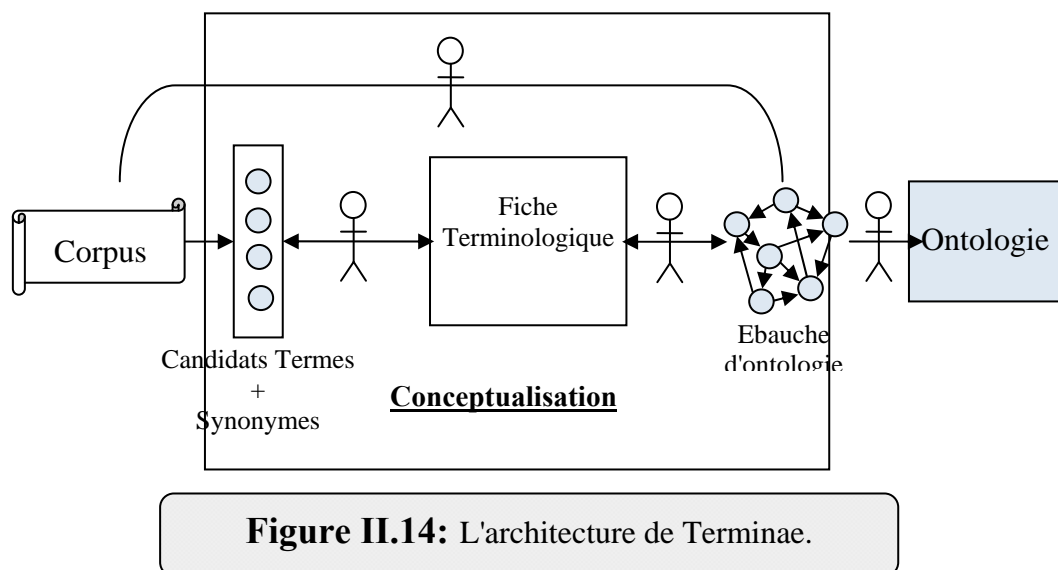 Corpus
Candidats Termes
+
Synonymes
Fiche
Terminologique
Conceptualisation
Ebauche
d'ontologie
Ontologie
Figure II.14: L'architecture de Terminae.